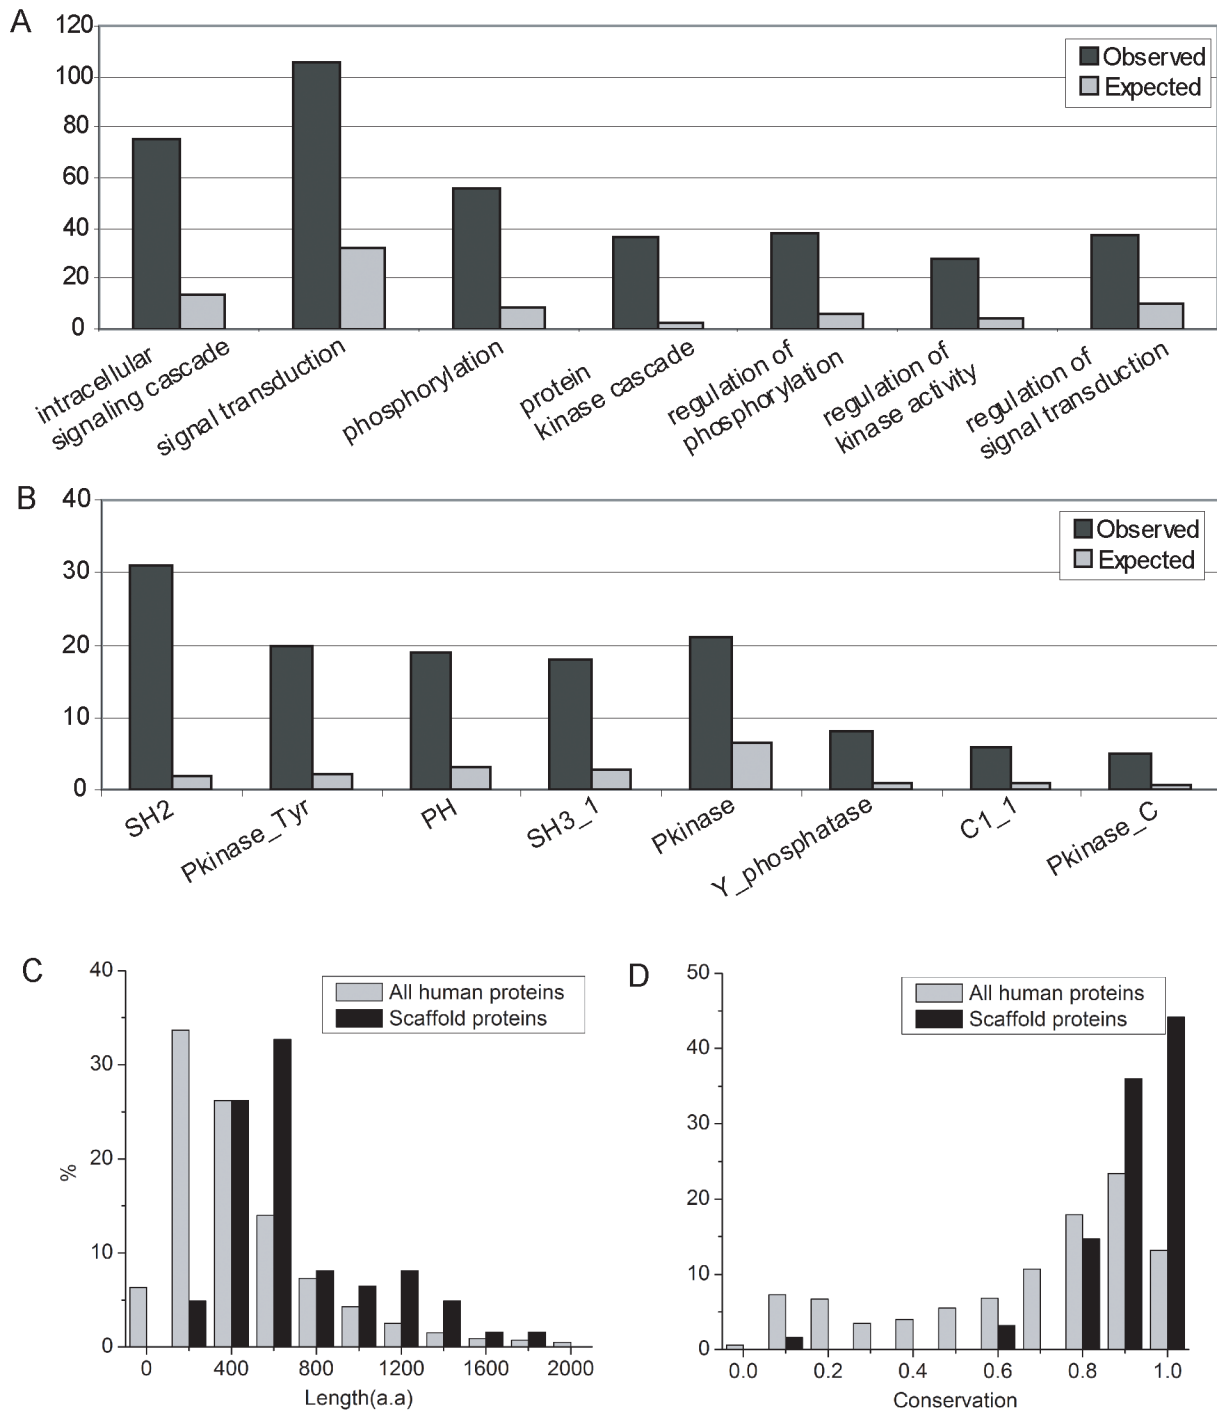 A
120
100
80
60
40
20
0
Observed
Expected
intracellular
signaling cascade
signal transduction
phosphorylation
protein
kinase cascade
regulation of
phosphorylation
regulation of
kinase activity
regulation of
signal transduction
B
40
30
20
10
0
Observed
Expected
SH2
Pkinase_Tyr
PH
SH3_1
Pkinase
Y_phosphatase
C1_1
Pkinase_C
C
40
30
20
10
0
%
All human proteins
Scaffold proteins
0 400 800 1200 1600 2000
Length(a.a)
D
50
40
30
20
10
0
All human proteins
Scaffold proteins
0.0 0.2 0.4 0.6 0.8 1.0
Conservation